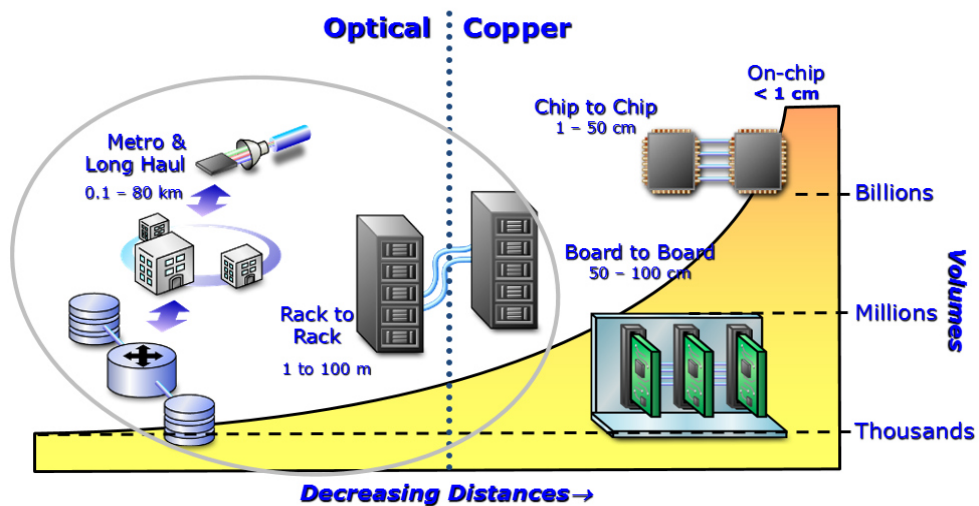 Optical Copper
On-chip
< 1 cm
Chip to Chip
1 – 50 cm
Metro &
Long Haul
0.1 – 80 km
Billions
Board to Board
50 – 100 cm
Rack to
Rack
1 to 100 m
Millions
Volumes
Thousands
Decreasing Distances→